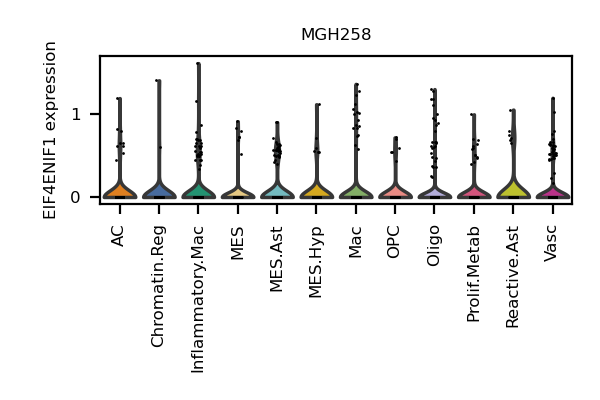 MGH258
EIF4ENIF1 expression
1
0
AC
Chromatin.Reg
Inflammatory.Mac
MES
MES.Ast
MES.Hyp
Mac
OPC
Oligo
Prolif.Metab
Reactive.Ast
Vasc